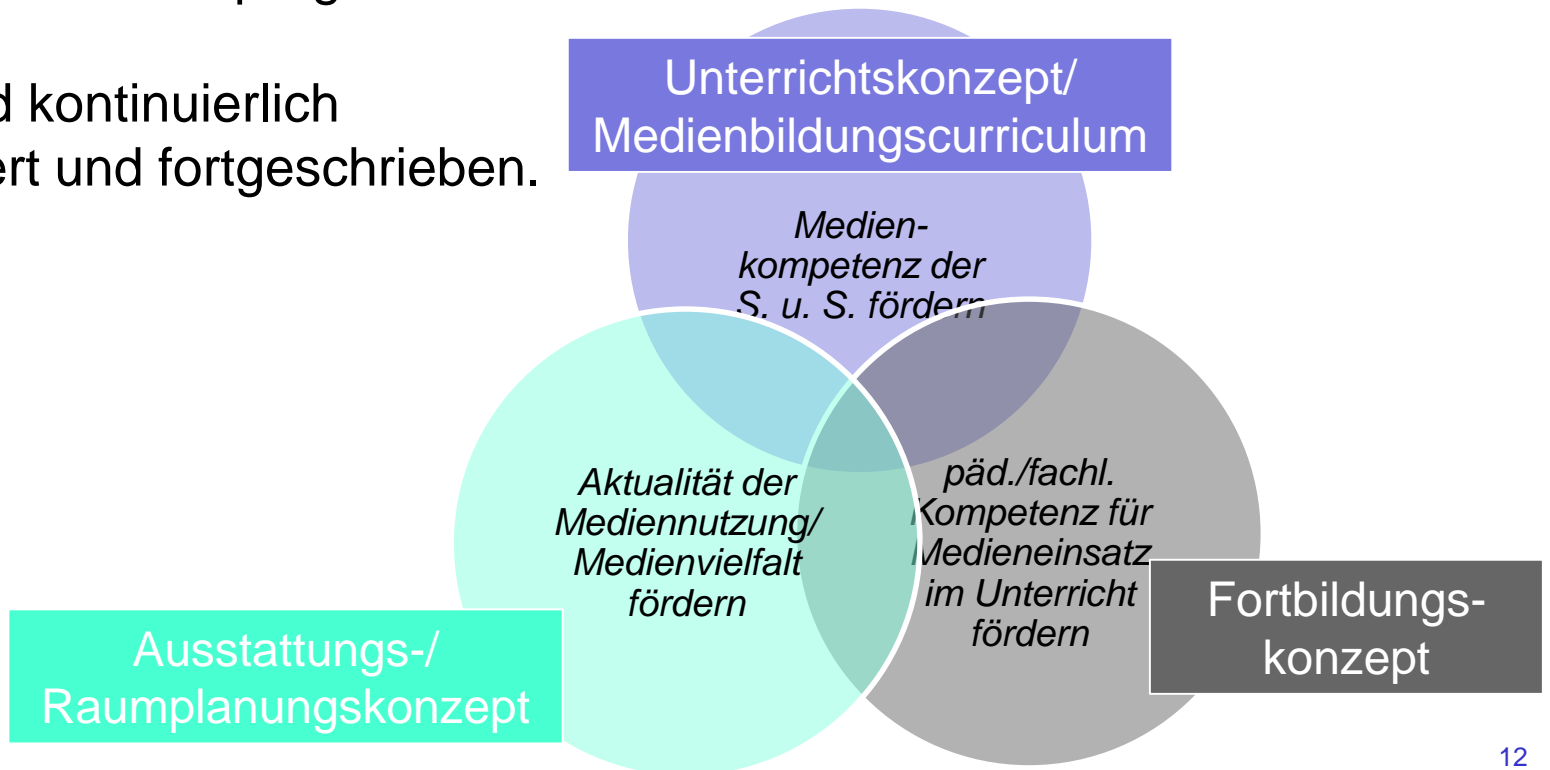 d kontinuierlich
ert und fortgeschrieben.
Unterrichtskonzept/
Medienbildungscurriculum
Medien-
kompetenz der
S. u. S. fördern
Aktualität der
Mediennutzung/
Medienvielfalt
fördern
päd./fachl.
Kompetenz für
Medieneinsatz
im Unterricht
fördern
Ausstattungs-/
Raumplanungskonzept
Fortbildungs-
konzept
12